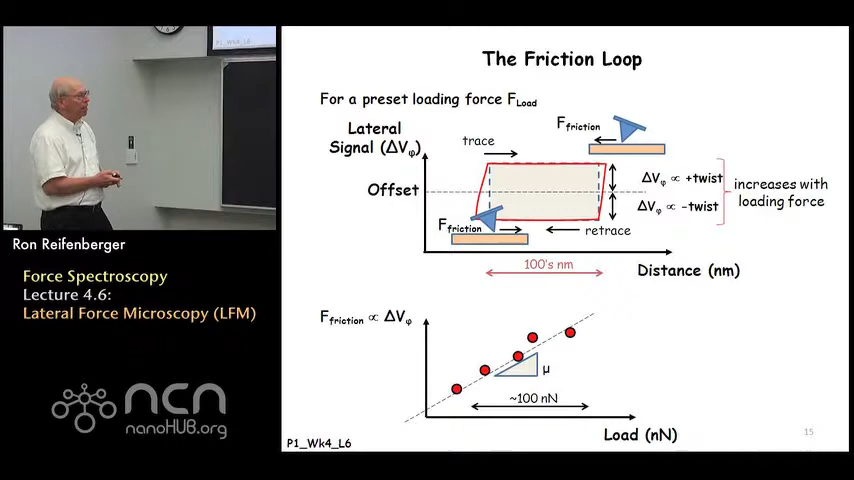 P1_Wk4_L6
Ron Reifenberger
Force Spectroscopy
Lecture 4.6:
Lateral Force Microscopy (LFM)
ncn
nanoHUB.org
The Friction Loop
For a preset loading force FLoad
Lateral
Signal (ΔVφ)
trace
Ffriction
Offset
ΔVφ ∝ +twist
ΔVφ ∝ -twist
increases with
loading force
Ffriction
retrace
100's nm
Distance (nm)
Ffriction ∝ ΔVφ
μ
~100 nN
Load (nN)
P1_Wk4_L6
15